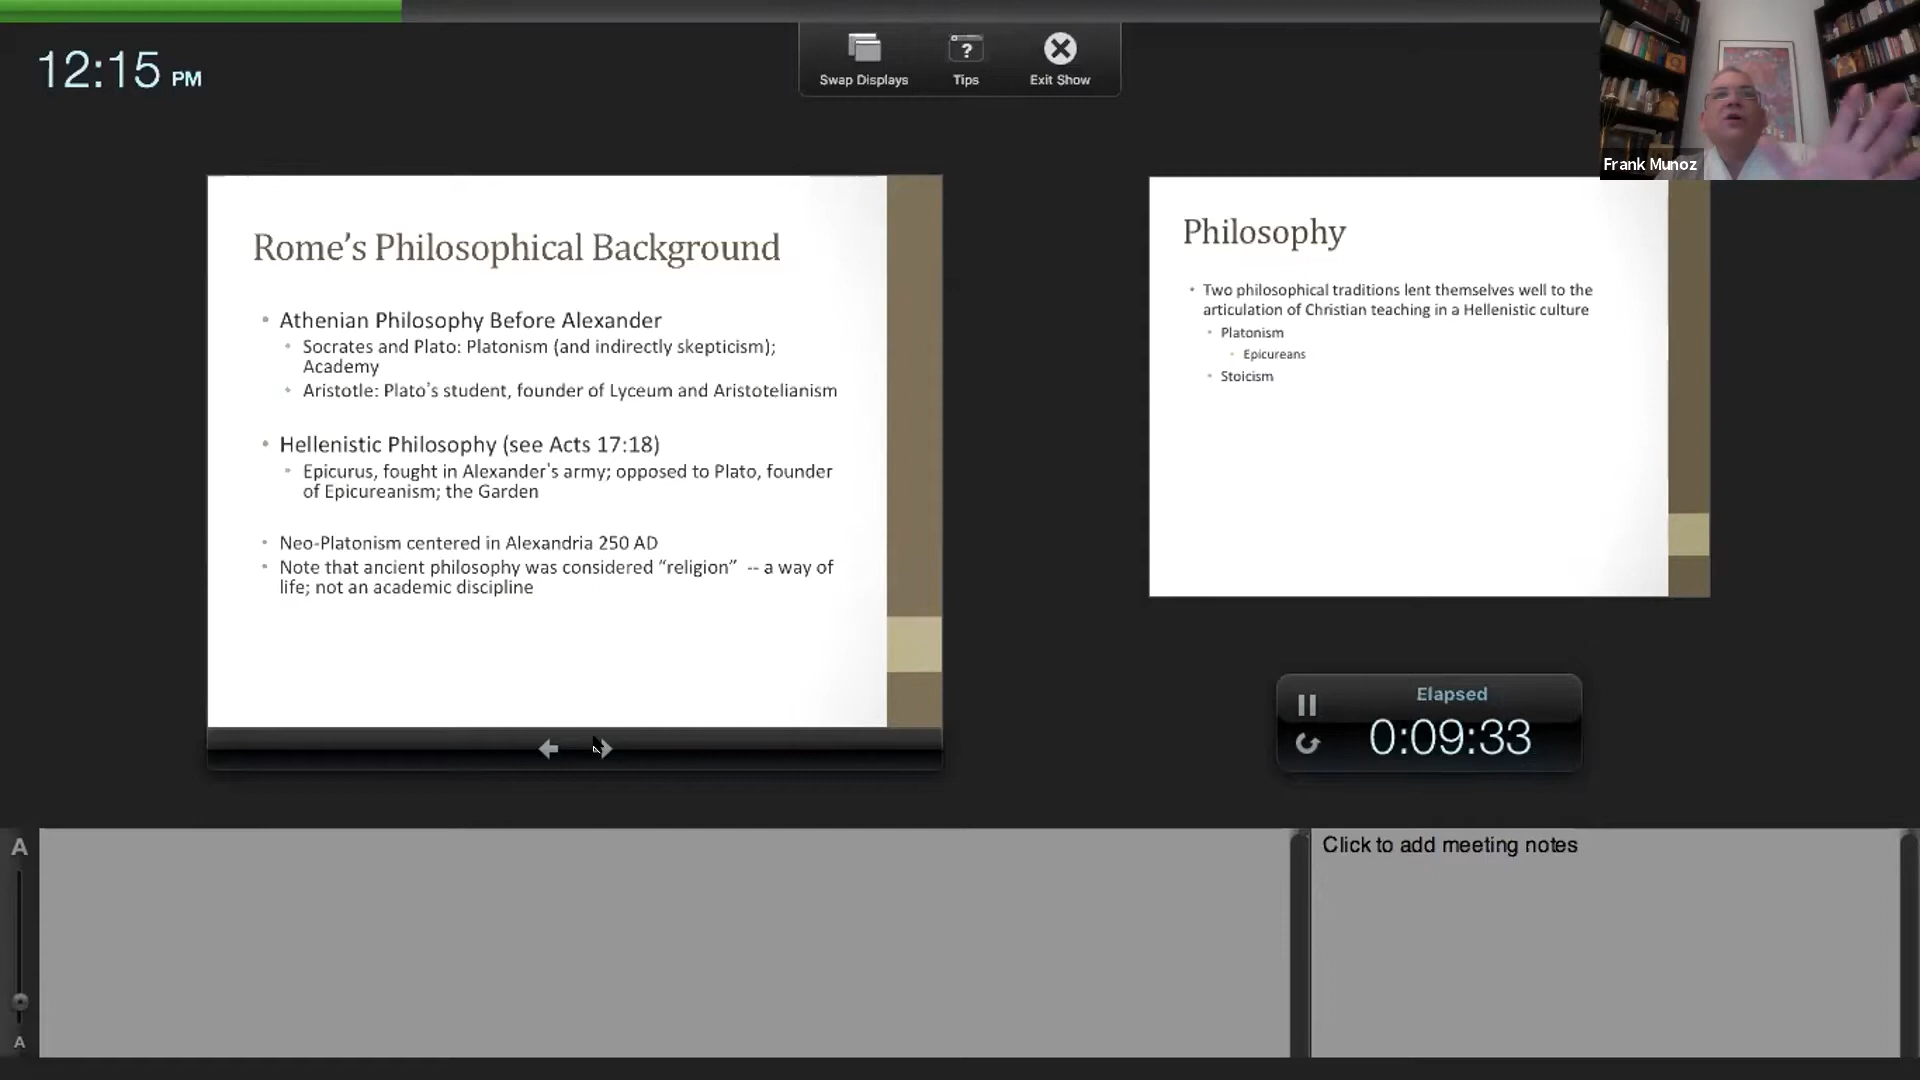 12:15 PM
Swap Displays
Tips
Exit Show
Frank Munoz
Rome's Philosophical Background
• Athenian Philosophy Before Alexander
• Socrates and Plato: Platonism (and indirectly skepticism);
Academy
• Aristotle: Plato's student, founder of Lyceum and Aristotelianism
• Hellenistic Philosophy (see Acts 17:18)
• Epicurus, fought in Alexander's army; opposed to Plato, founder
of Epicureanism; the Garden
• Neo-Platonism centered in Alexandria 250 AD
• Note that ancient philosophy was considered “religion” -- a way of
life; not an academic discipline
Philosophy
• Two philosophical traditions lent themselves well to the
articulation of Christian teaching in a Hellenistic culture
• Platonism
• Epicureans
• Stoicism
Elapsed
0:09:33
A
A
Click to add meeting notes